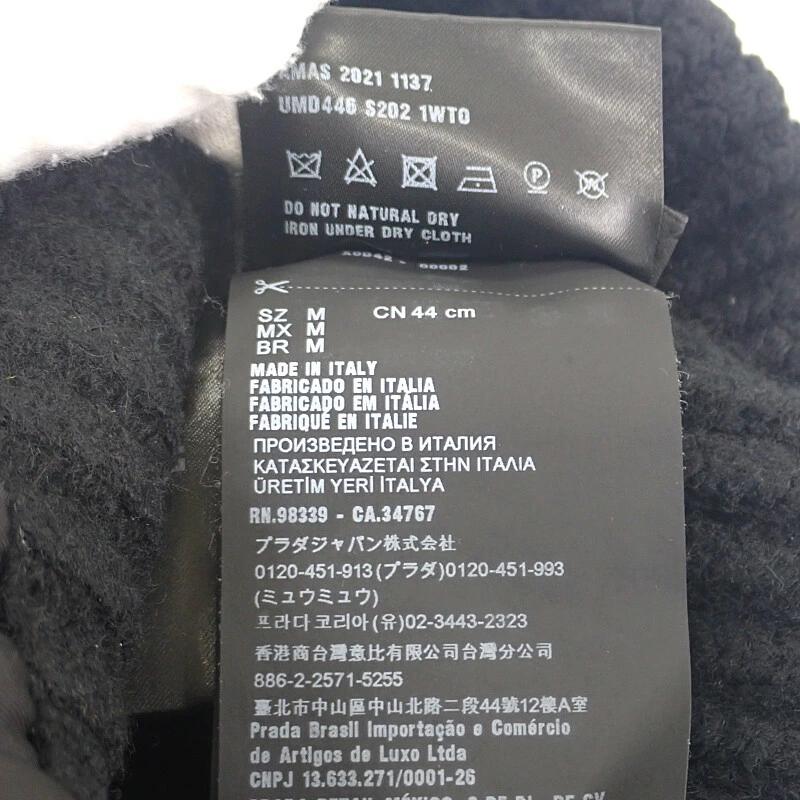 AMAS 2021 1137
UMD446 S202 1WT0
P
W
DO NOT NATURAL DRY
IRON UNDER DRY CLOTH
SZ M CN 44 cm
MX M
BR M
MADE IN ITALY
FABRICADO EN ITALIA
FABRICADO EM ITÁLIA
FABRIQUÉ EN ITALIE
ПРОИЗВЕДЕНО В ИТАЛИЯ
ΚΑΤΑΣΚΕΥΑΖΕΤΑΙ ΣΤΗΝ ΙΤΑΛΙΑ
ÜRETİM YERİ İTALYA
RN.98339 - CA.34767
プラダジャパン株式会社
0120-451-913(プラダ)0120-451-993
(ミュウミュウ)
프라다코리아(유)02-3443-2323
香港商台灣意比有限公司台灣分公司
886-2-2571-5255
臺北市中山區中山北路二段44號12樓A室
Prada Brasil Importação e Comércio
de Artigos de Luxo Ltda
CNPJ 13.633.271/0001-26